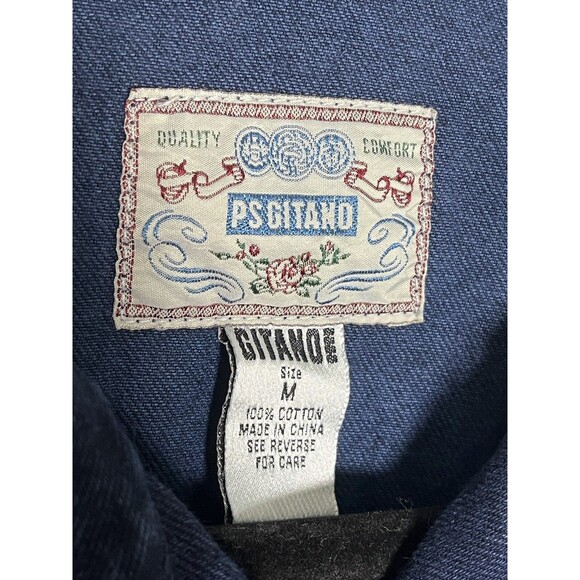 QUALITY
COMFORT
PS GITANO
GITANO E
Size
M
100% COTTON
MADE IN CHINA
SEE REVERSE
FOR CARE